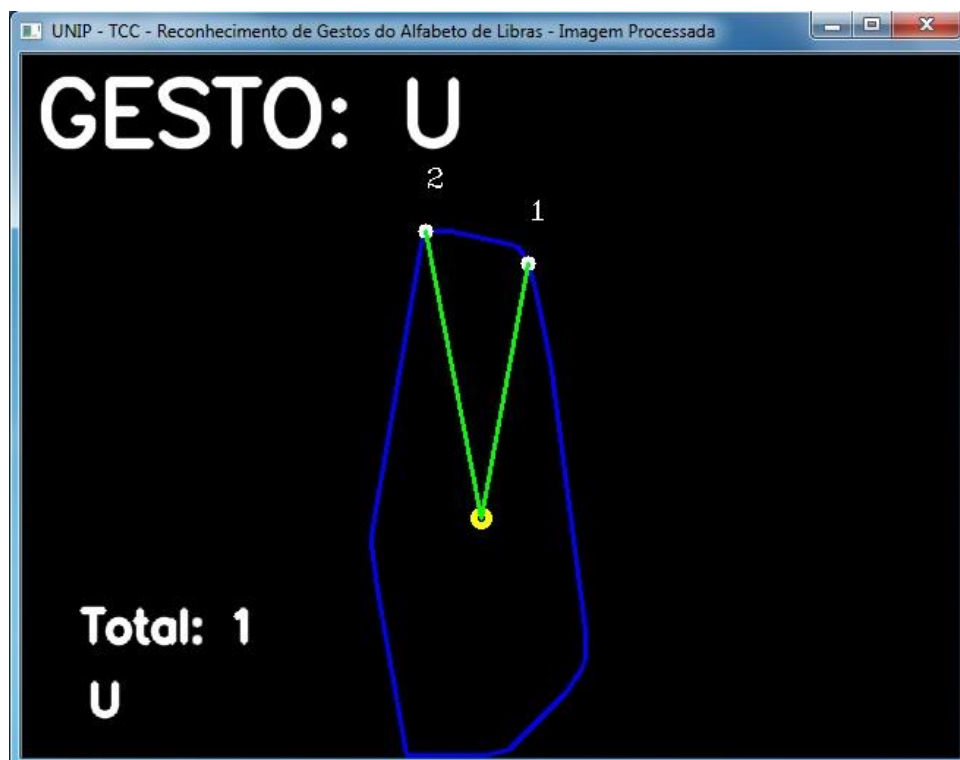 UNIP - TCC - Reconhecimento de Gestos do Alfabeto de Libras - Imagem Processada
GESTO: U
2
1
Total: 1
U